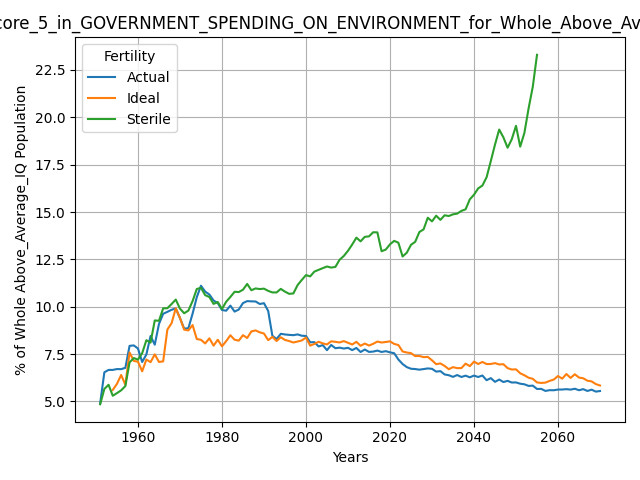 core_5_in_GOVERNMENT_SPENDING_ON_ENVIRONMENT_for_Whole_Above_Av
Fertility
Actual
Ideal
Sterile
% of Whole Above_Average_IQ Population
22.5
20.0
17.5
15.0
12.5
10.0
7.5
5.0
1960 1980 2000 2020 2040 2060
Years